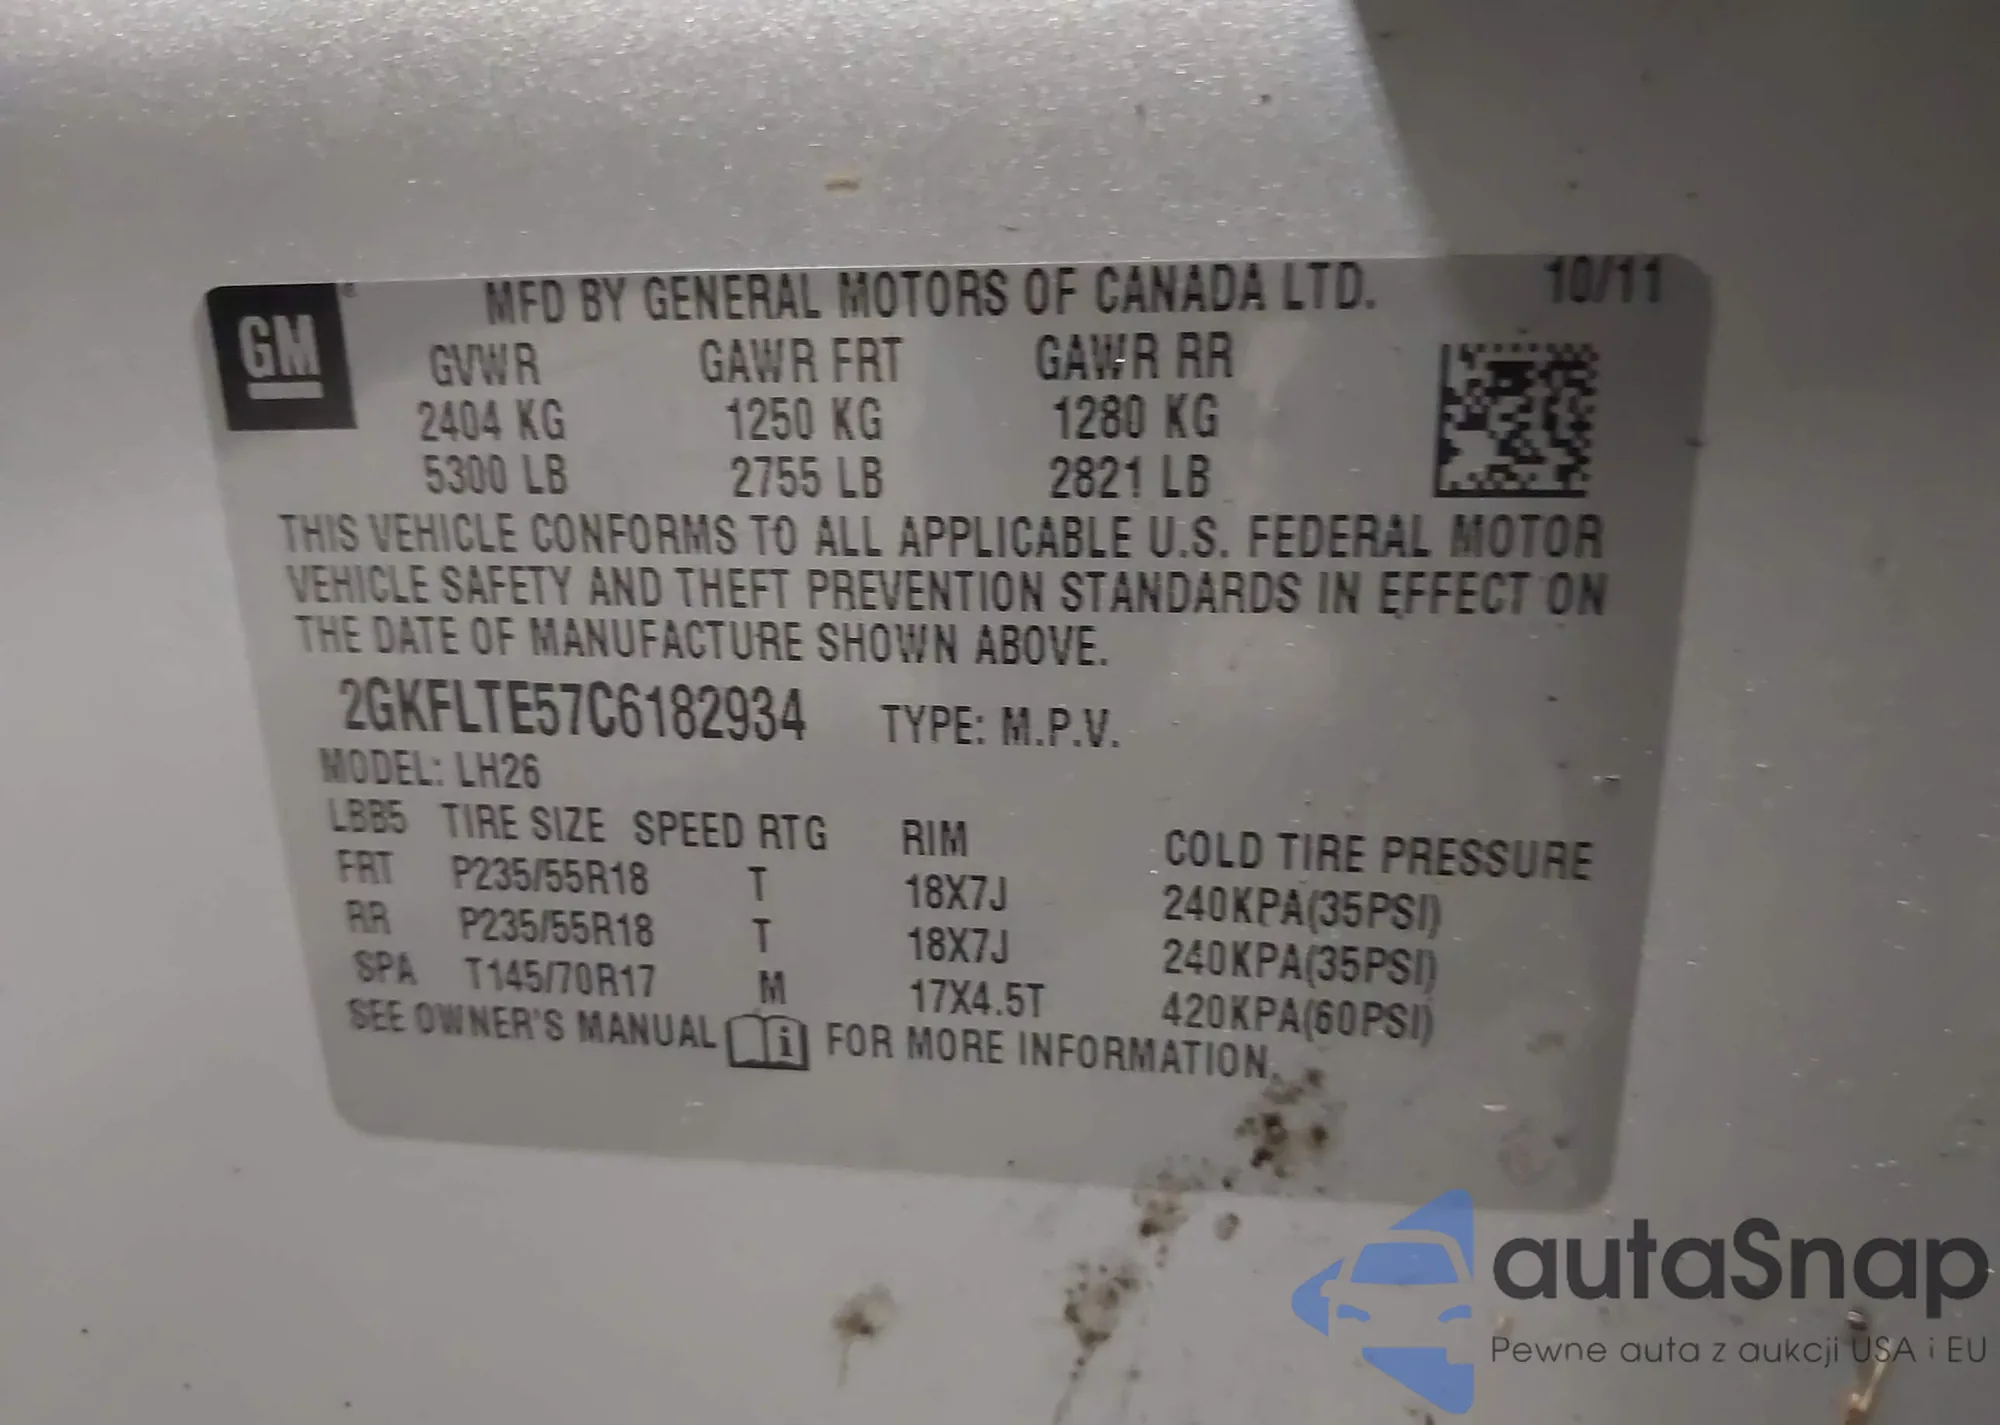 GM
MFD BY GENERAL MOTORS OF CANADA LTD. 10/11
GVWR GAWR FRT GAWR RR
2404 KG 1250 KG 1280 KG
5300 LB 2755 LB 2821 LB
THIS VEHICLE CONFORMS TO ALL APPLICABLE U.S. FEDERAL MOTOR
VEHICLE SAFETY AND THEFT PREVENTION STANDARDS IN EFFECT ON
THE DATE OF MANUFACTURE SHOWN ABOVE.
2GKFLTE57C6182934 TYPE: M.P.V.
MODEL: LH26
LBB5 TIRE SIZE SPEED RTG RIM COLD TIRE PRESSURE
FRT P235/55R18 T 18X7J 240KPA(35PSI)
RR P235/55R18 T 18X7J 240KPA(35PSI)
SPA T145/70R17 M 17X4.5T 420KPA(60PSI)
SEE OWNER'S MANUAL i FOR MORE INFORMATION.
autaSnap
Pewne auta z aukcji USA i EU